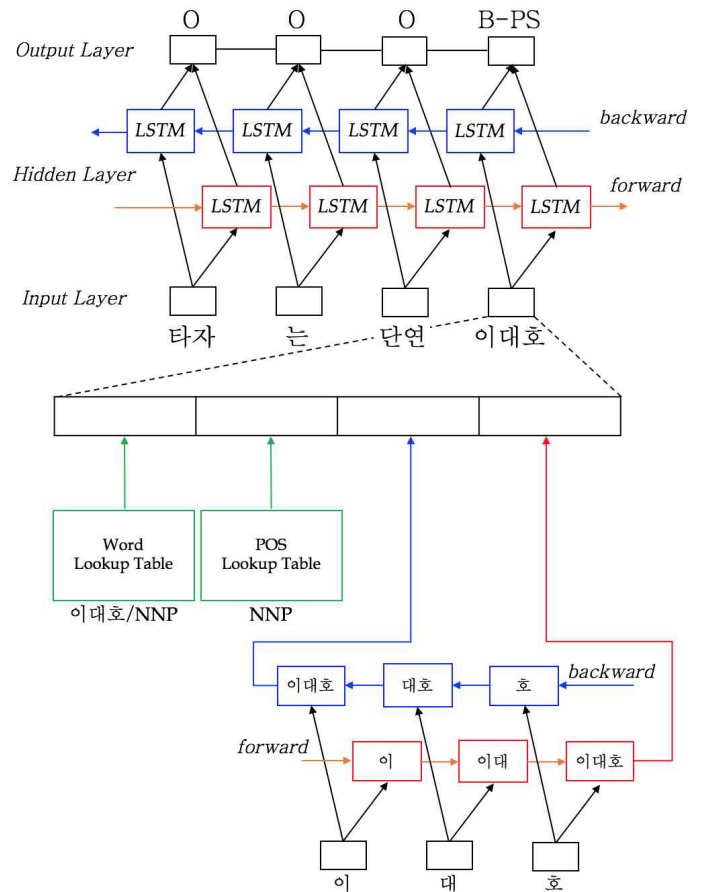 O O O B-PS
Output Layer
LSTM LSTM LSTM LSTM backward
Hidden Layer forward
LSTM LSTM LSTM LSTM
Input Layer
타자 는 단연 이대호
Word POS
Lookup Table Lookup Table
이대호/NNP NNP
이대호 대호 호 backward
forward
이 이대 이대호
이 대 호